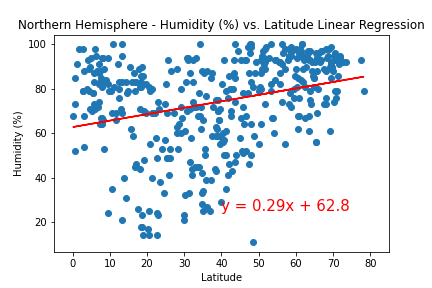 Northern Hemisphere - Humidity (%) vs. Latitude Linear Regression
100
80
60
40
20
Humidity (%)
y = 0.29x + 62.8
0 10 20 30 40 50 60 70 80
Latitude